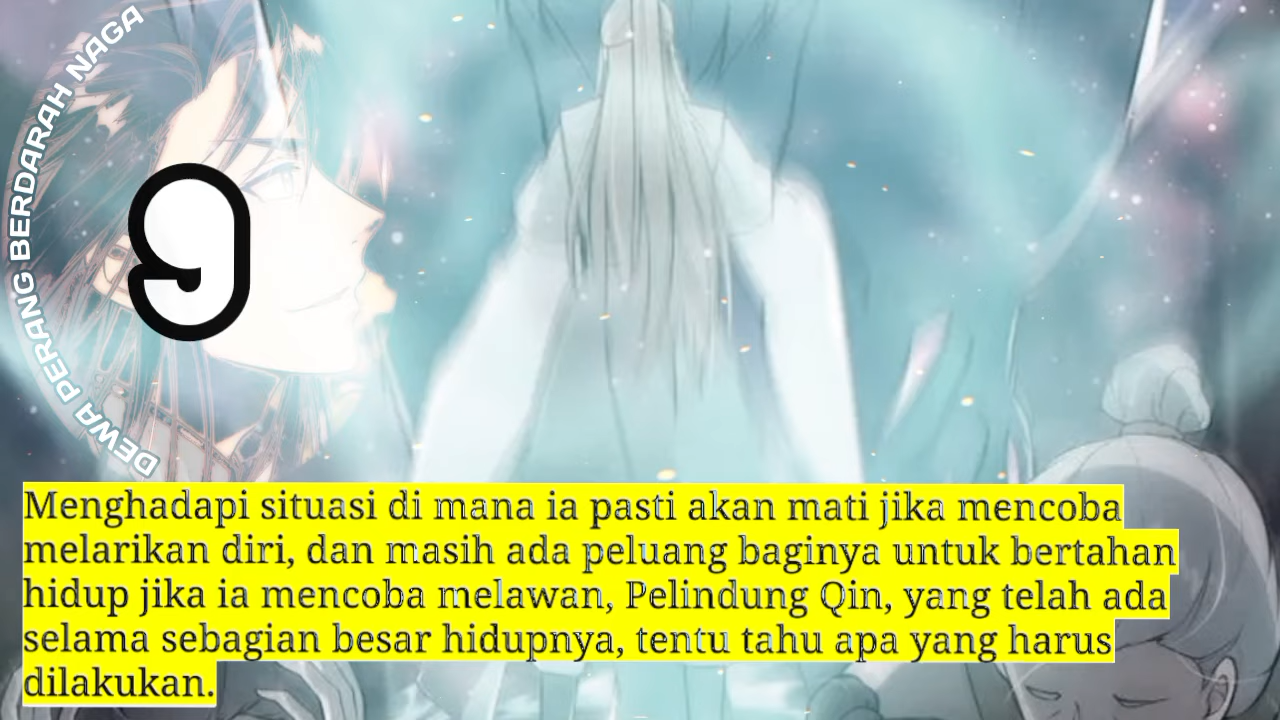 DEWA PERANG BERDARAH NAGA
9
Menghadapi situasi di mana ia pasti akan mati jika mencoba
melarikan diri, dan masih ada peluang baginya untuk bertahan
hidup jika ia mencoba melawan, Pelindung Qin, yang telah ada
selama sebagian besar hidupnya, tentu tahu apa yang harus
dilakukan.